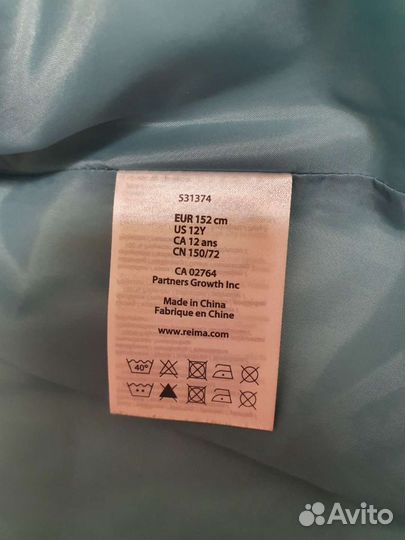 S31374
EUR 152 cm
US 12Y
CA 12 ans
CN 150/72
CA 02764
Partners Growth Inc
Made in China
Fabrique en Chine
www.reima.com
40°
Avito